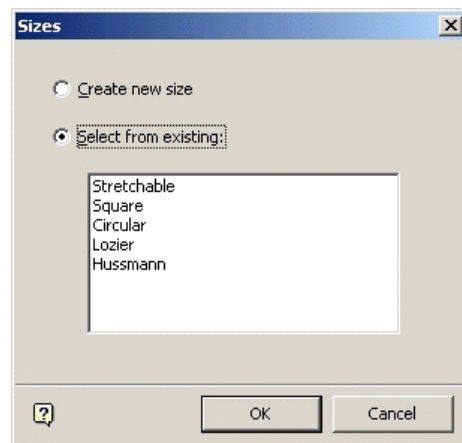 Sizes
Create new size
Select from existing:
Stretchable
Square
Circular
Lozier
Hussmann
OK
Cancel